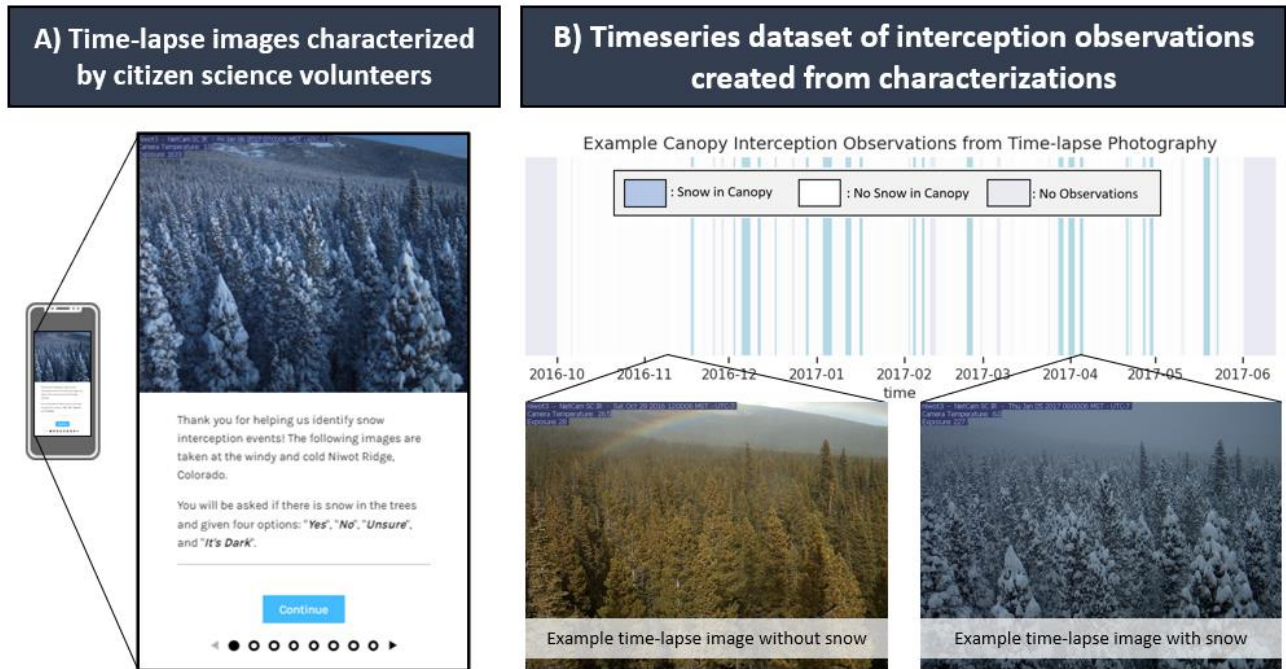 A) Time-lapse images characterized
by citizen science volunteers
Thank you for helping us identify snow
interception events! The following images are
taken at the windy and cold Niwot Ridge,
Colorado.
You will be asked if there is snow in the trees
and given four options: "Yes", "No", "Unsure",
and "It's Dark".
Continue
B) Timeseries dataset of interception observations
created from characterizations
Example Canopy Interception Observations from Time-lapse Photography
: Snow in Canopy : No Snow in Canopy : No Observations
2016-10 2016-11 2016-12 2017-01 2017-02 2017-03 2017-04 2017-05 2017-06
time
Camera Temperature:
Example time-lapse image without snow
Camera Temperature:
Example time-lapse image with snow